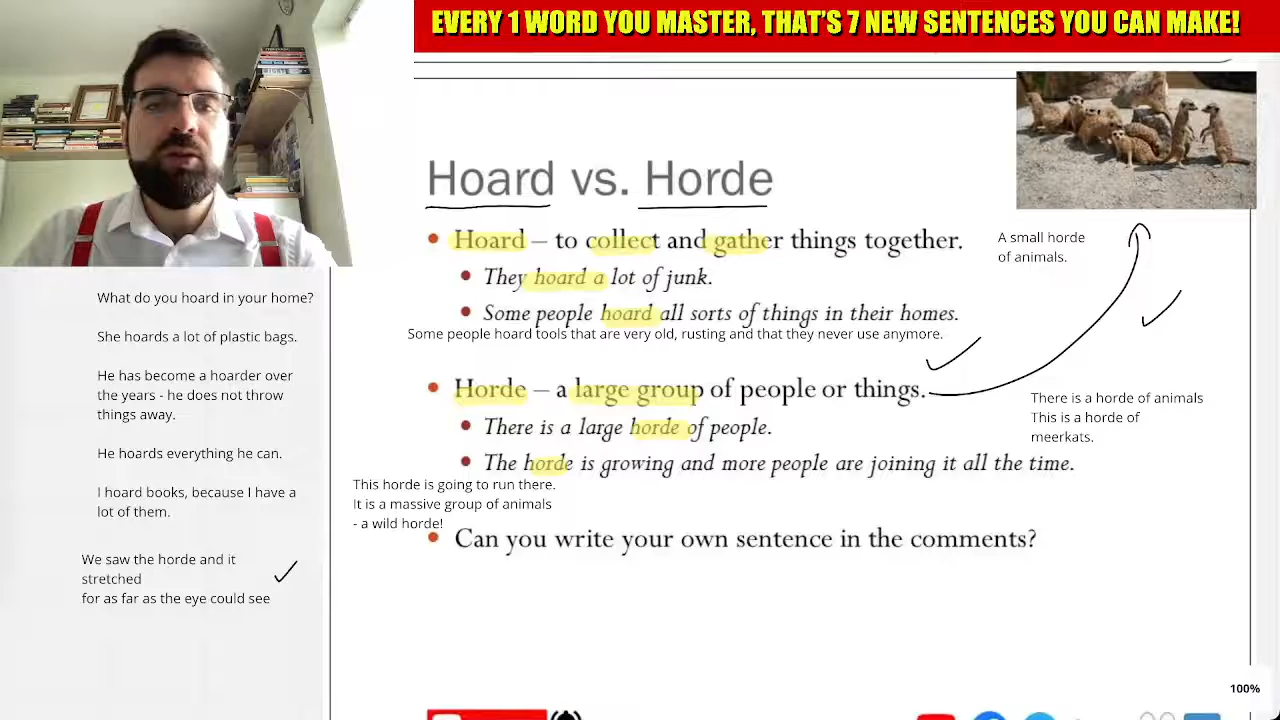 EVERY 1 WORD YOU MASTER, THAT'S 7 NEW SENTENCES YOU CAN MAKE!
Hoard vs. Horde
Hoard – to collect and gather things together.
They hoard a lot of junk.
Some people hoard all sorts of things in their homes.
Some people hoard tools that are very old, rusting and that they never use anymore.
Horde – a large group of people or things.
There is a large horde of people.
The horde is growing and more people are joining it all the time.
This horde is going to run there.
It is a massive group of animals
- a wild horde!
Can you write your own sentence in the comments?
A small horde
of animals.
There is a horde of animals
This is a horde of
meerkats.
What do you hoard in your home?
She hoards a lot of plastic bags.
He has become a hoarder over
the years - he does not throw
things away.
He hoards everything he can.
I hoard books, because I have a
lot of them.
We saw the horde and it
stretched
for as far as the eye could see
100%